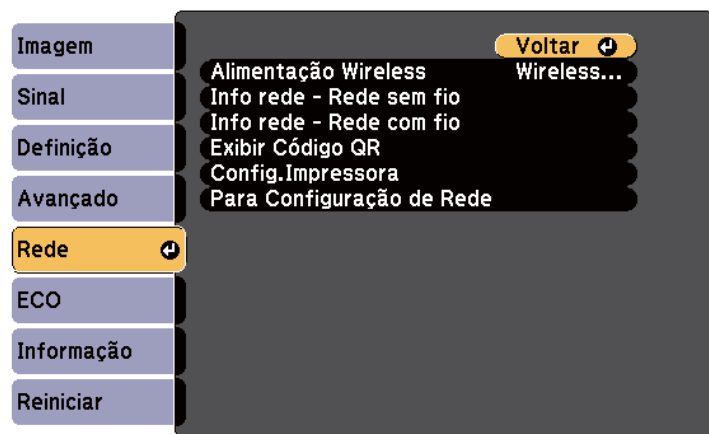 Imagem
Sinal
Definição
Avançado
Rede
ECO
Informação
Reiniciar
Voltar
Alimentação Wireless Wireless...
Info rede - Rede sem fio
Info rede - Rede com fio
Exibir Código QR
Config.Impressora
Para Configuração de Rede